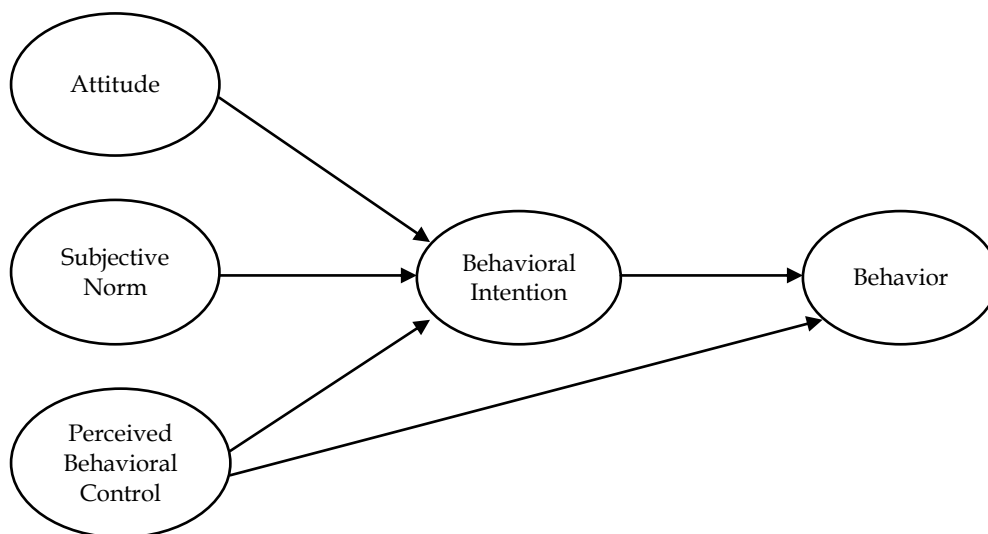 Attitude
Subjective
Norm
Perceived
Behavioral
Control
Behavioral
Intention
Behavior